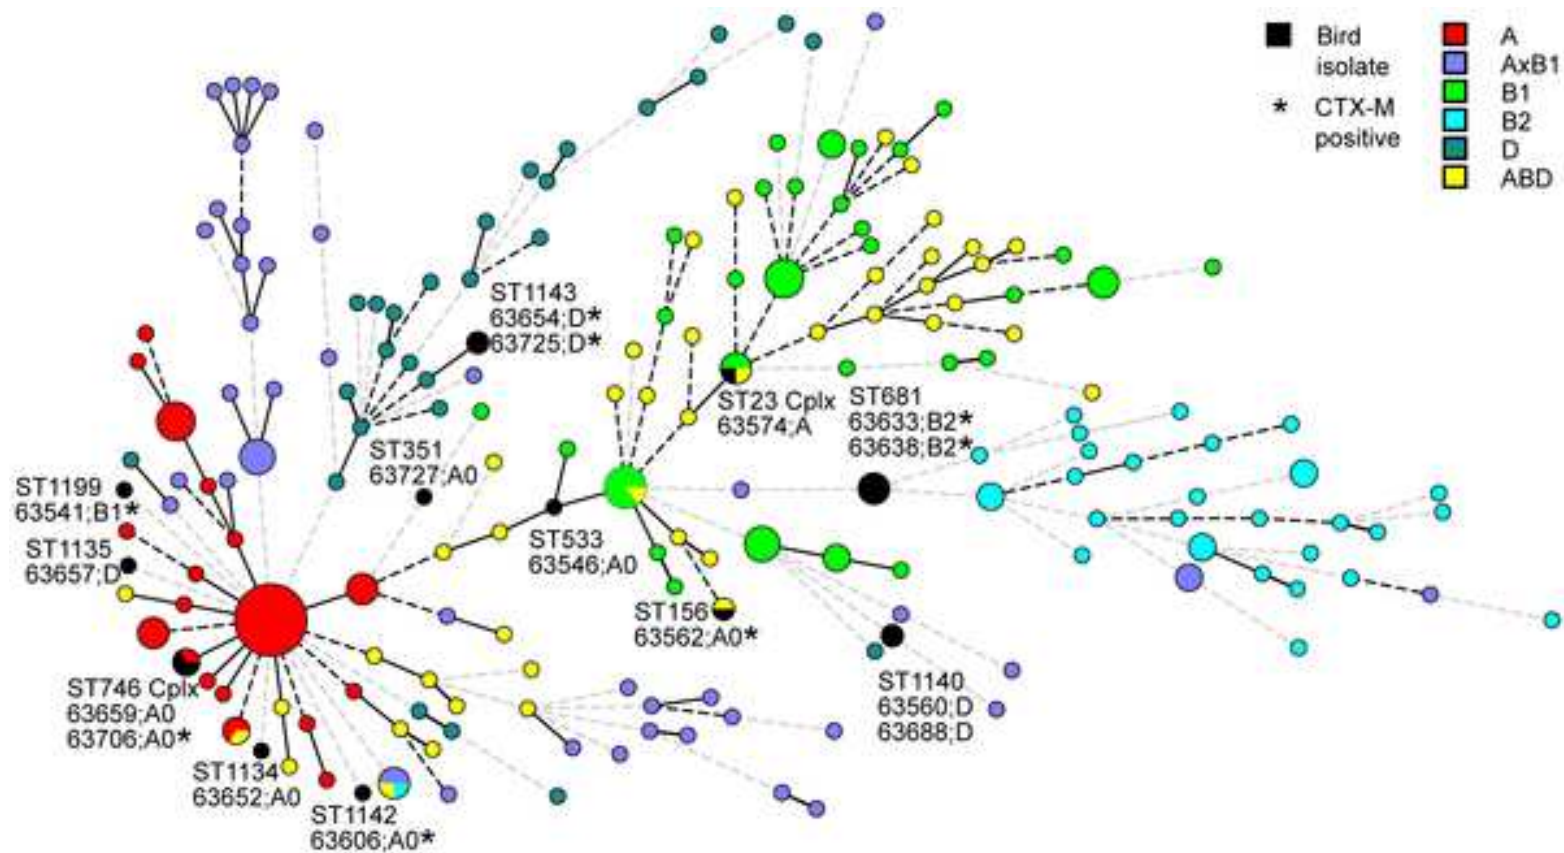 Bird
isolate
* CTX-M
positive
A
AxB1
B1
B2
D
ABD
ST1143
63654;D*
63725;D*
ST23 Cplx
63574;A
ST681
63633;B2*
63638;B2*
ST351
63727;A0
ST1199
63541;B1*
ST1135
63657;D
ST533
63546;A0
ST156
63562;A0*
ST1140
63560;D
63688;D
ST746 Cplx
63659;A0
63706;A0*
ST1134
63652;A0
ST1142
63606;A0*